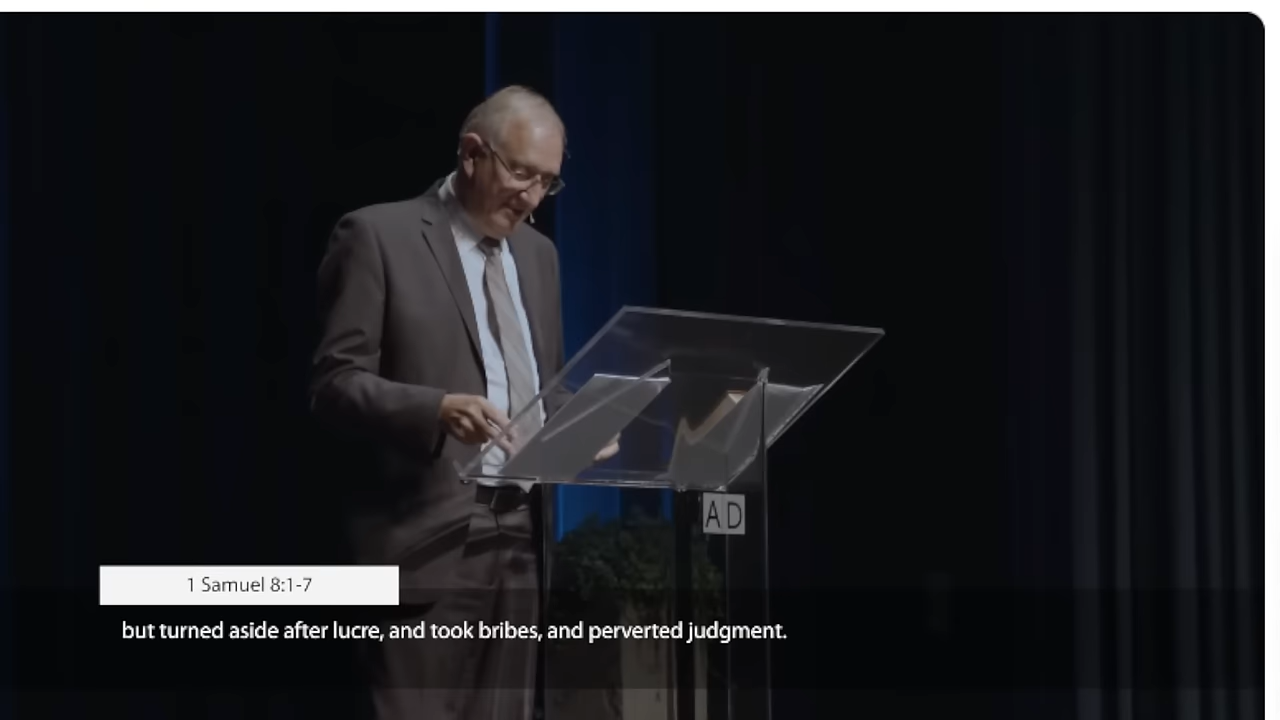 AD
1 Samuel 8:1-7
but turned aside after lucre, and took bribes, and perverted judgment.